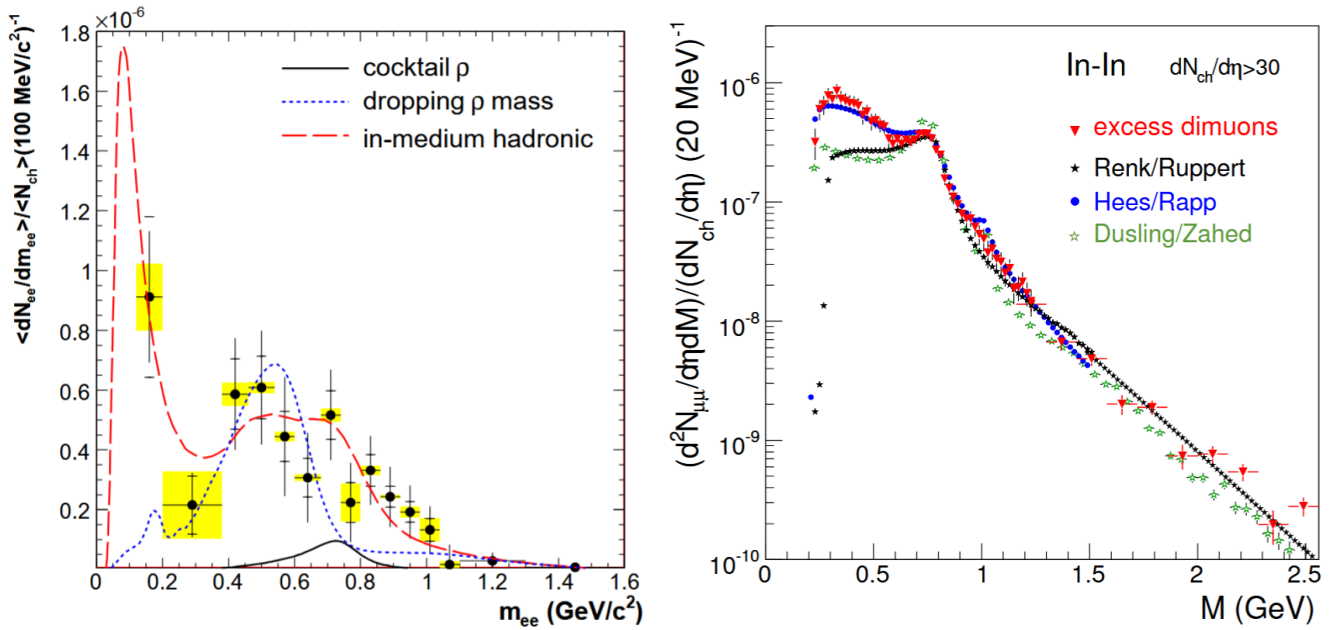 ×10⁻⁶
<dN_ee/dm_ee>/<N_ch>(100 MeV/c²)⁻¹
1.8
1.6
1.4
1.2
1
0.8
0.6
0.4
0.2
cocktail ρ
dropping ρ mass
in-medium hadronic
0 0.2 0.4 0.6 0.8 1.0 1.2 1.4 1.6
m_ee (GeV/c²)
(d²N_μμ/dηdM)/(dN_ch/dη) (20 MeV)⁻¹
10⁻⁶
10⁻⁷
10⁻⁸
10⁻⁹
10⁻¹⁰
In-In dN_ch/dη>30
excess dimuons
Renk/Ruppert
Hees/Rapp
Dusling/Zahed
0 0.5 1 1.5 2 2.5
M (GeV)